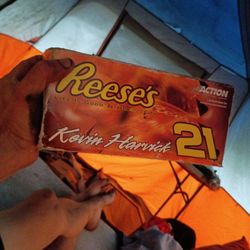 Reese's
ACTION
Kevin Harvick
21